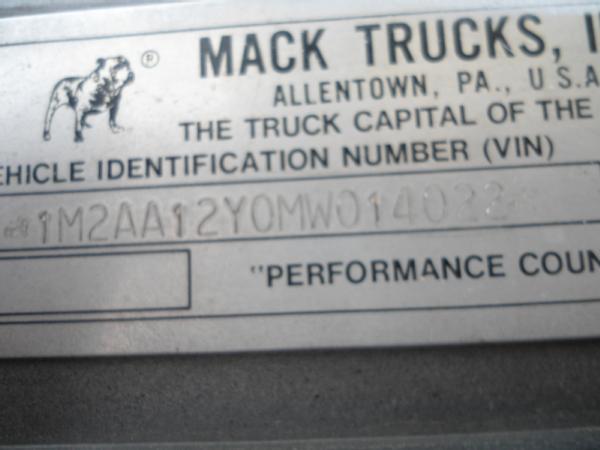 MACK TRUCKS, I
ALLENTOWN, PA., U.S.A
THE TRUCK CAPITAL OF THE
EHICLE IDENTIFICATION NUMBER (VIN)
1M2AA12Y0MW014022
"PERFORMANCE COUN